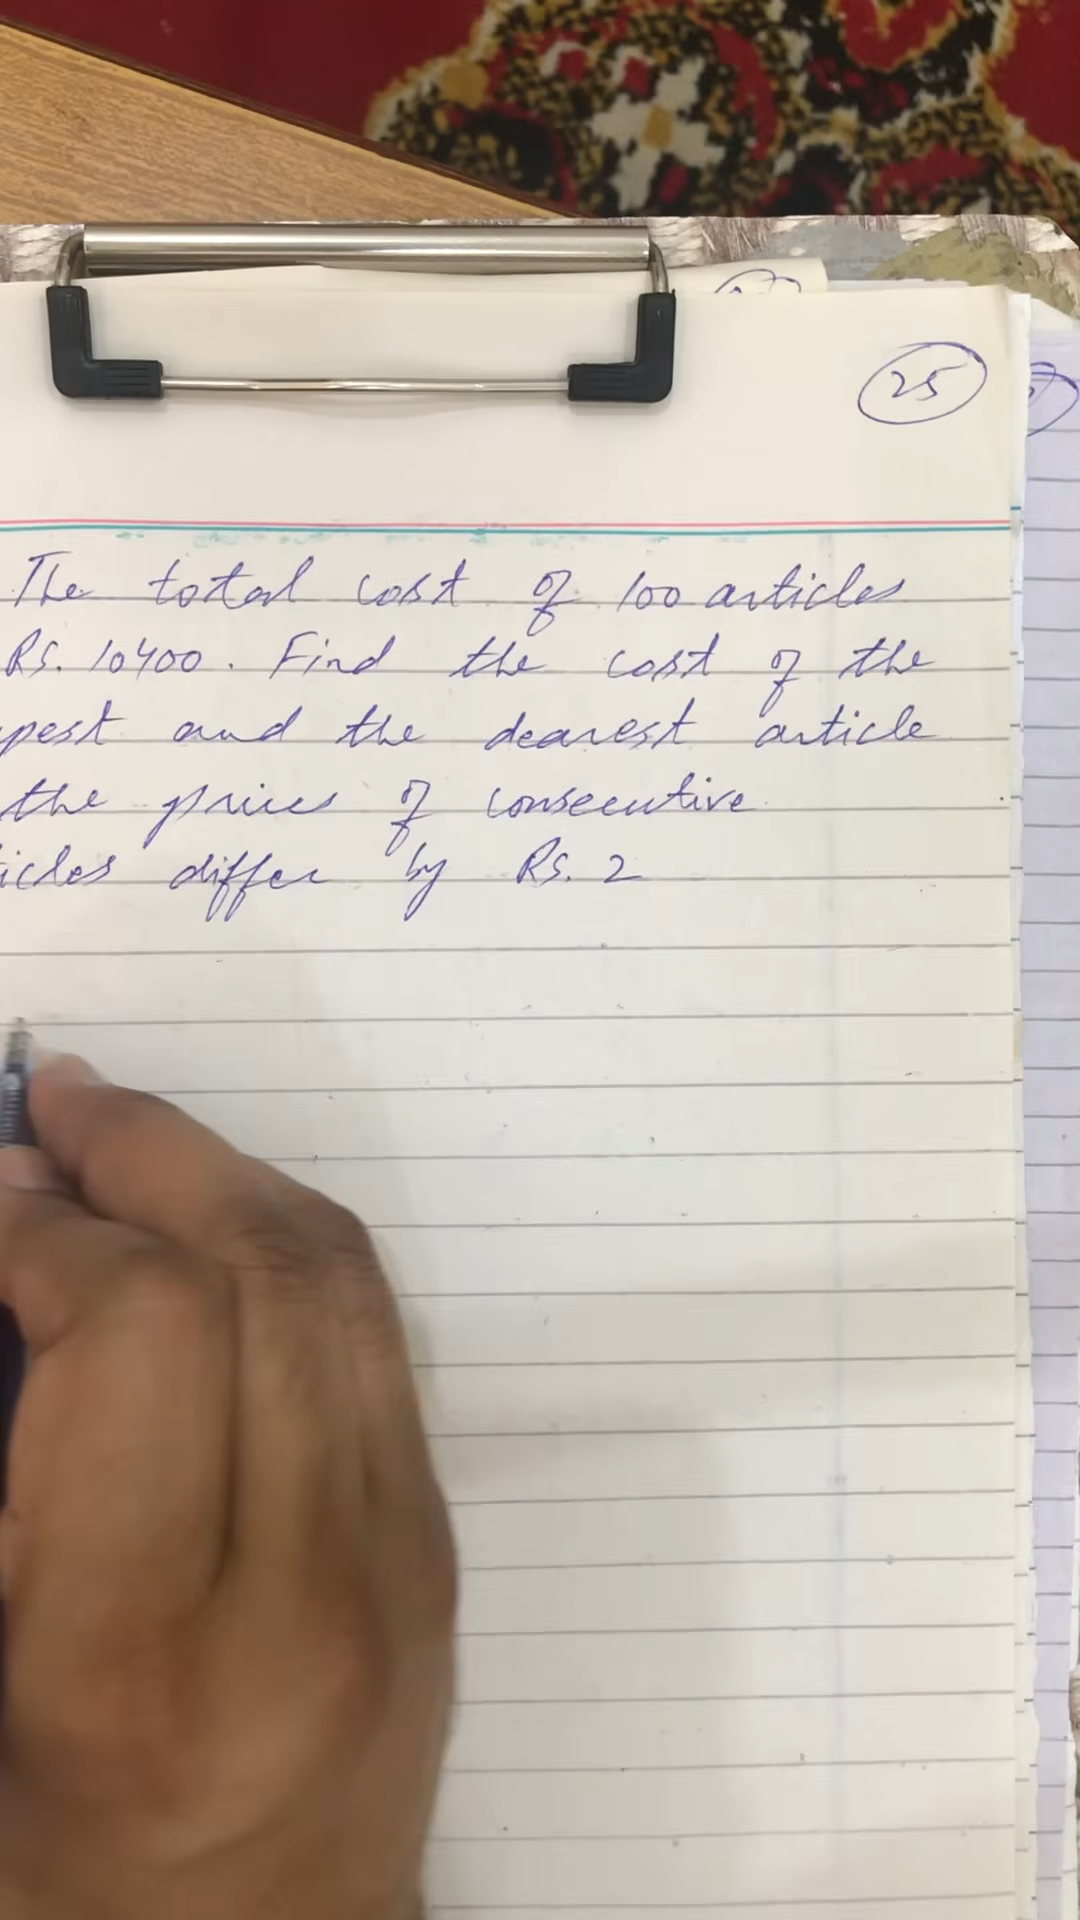 25
The total cost of 100 articles
Rs. 10400. Find the cost of the
pest and the dearest article
the prices of consecutive
icles differ by Rs. 2